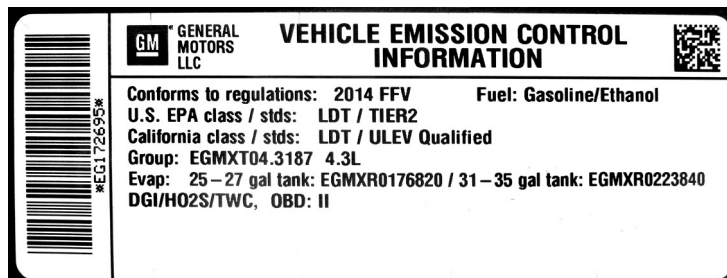 *EG172695*
GM
GENERAL
MOTORS
LLC
VEHICLE EMISSION CONTROL
INFORMATION
Conforms to regulations: 2014 FFV Fuel: Gasoline/Ethanol
U.S. EPA class / stds: LDT / TIER2
California class / stds: LDT / ULEV Qualified
Group: EGMXT04.3187 4.3L
Evap: 25–27 gal tank: EGMXR0176820 / 31–35 gal tank: EGMXR0223840
DGI/HO2S/TWC, OBD: II